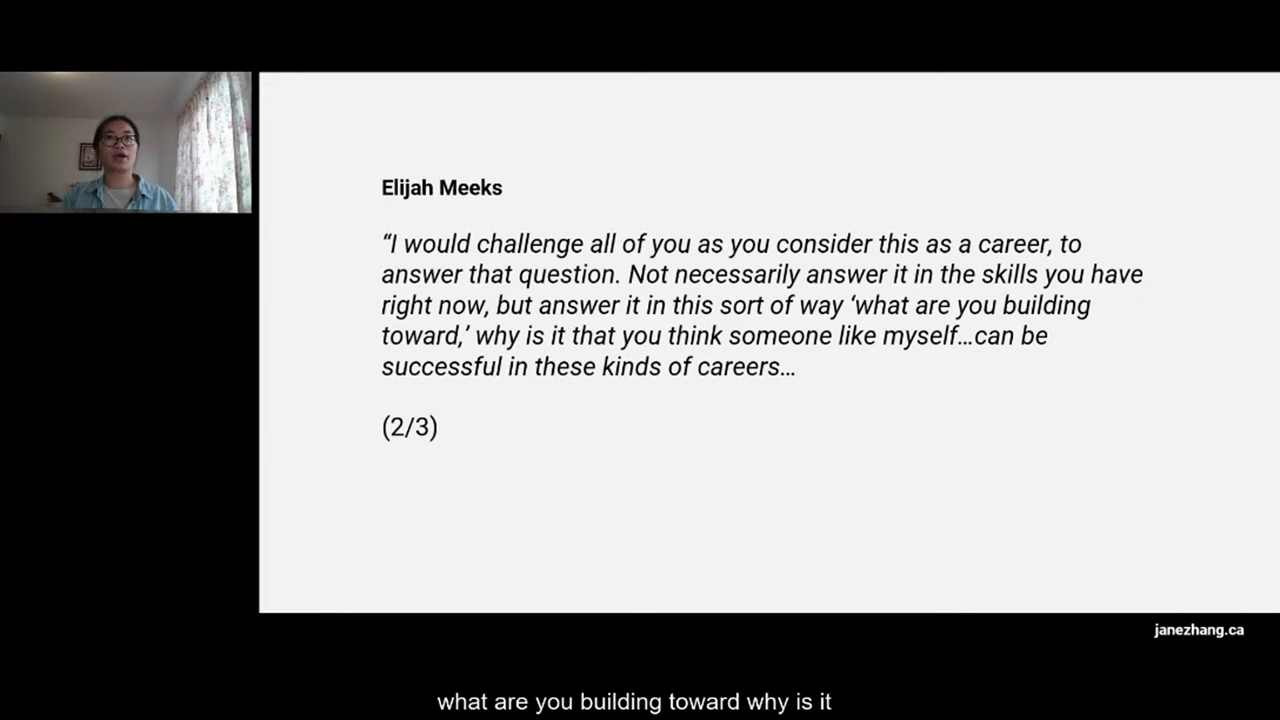 Elijah Meeks
“I would challenge all of you as you consider this as a career, to
answer that question. Not necessarily answer it in the skills you have
right now, but answer it in this sort of way ‘what are you building
toward,’ why is it that you think someone like myself…can be
successful in these kinds of careers…
(2/3)
janezhang.ca
what are you building toward why is it